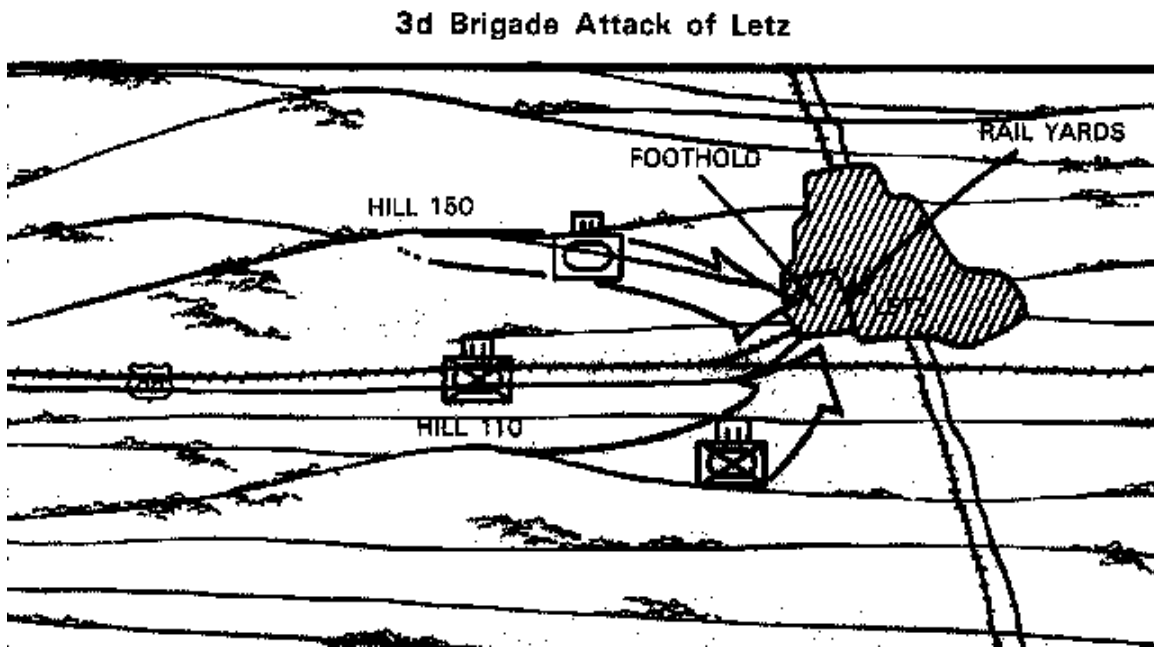 3d Brigade Attack of Letz
RAIL YARDS
FOOTHOLD
HILL 150
HILL 110